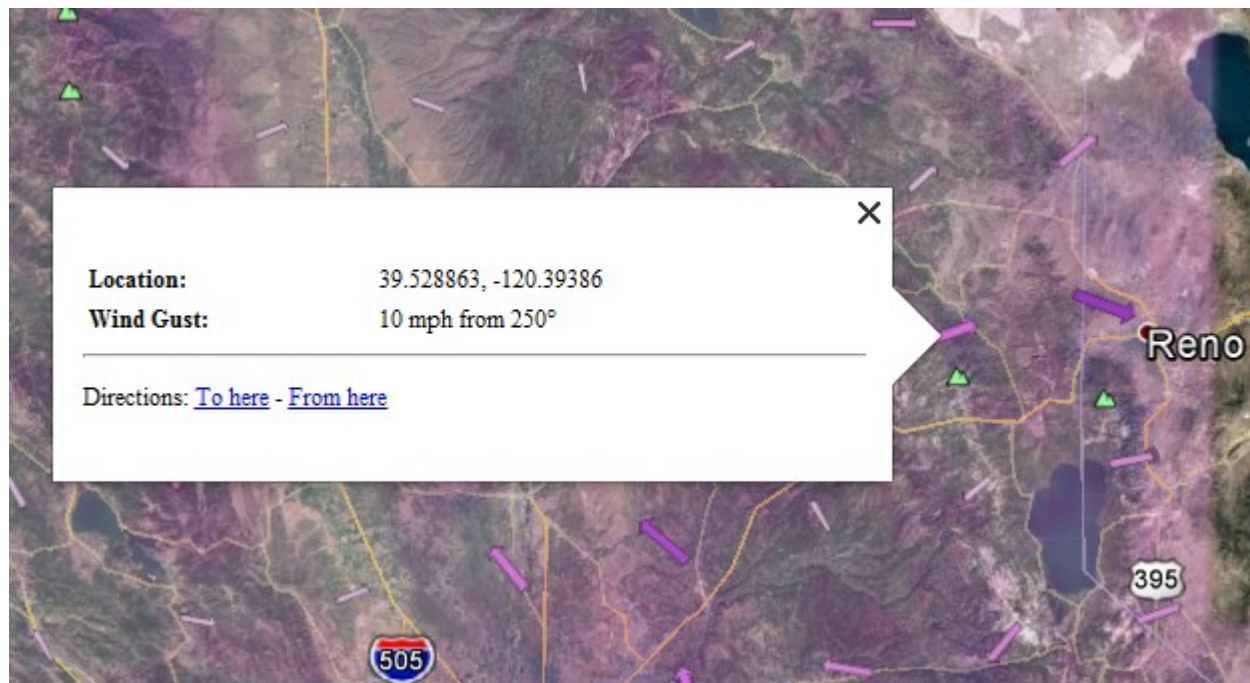 Location: 39.528863, -120.39386
Wind Gust: 10 mph from 250°
Reno
Directions: To here - From here
395
505